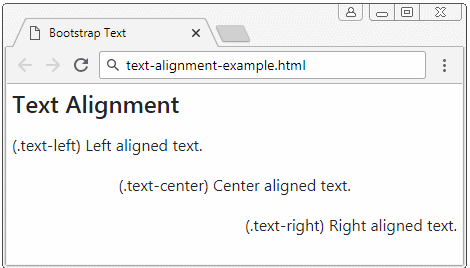 Bootstrap Text
text-alignment-example.html
Text Alignment
(.text-left) Left aligned text.
(.text-center) Center aligned text.
(.text-right) Right aligned text.